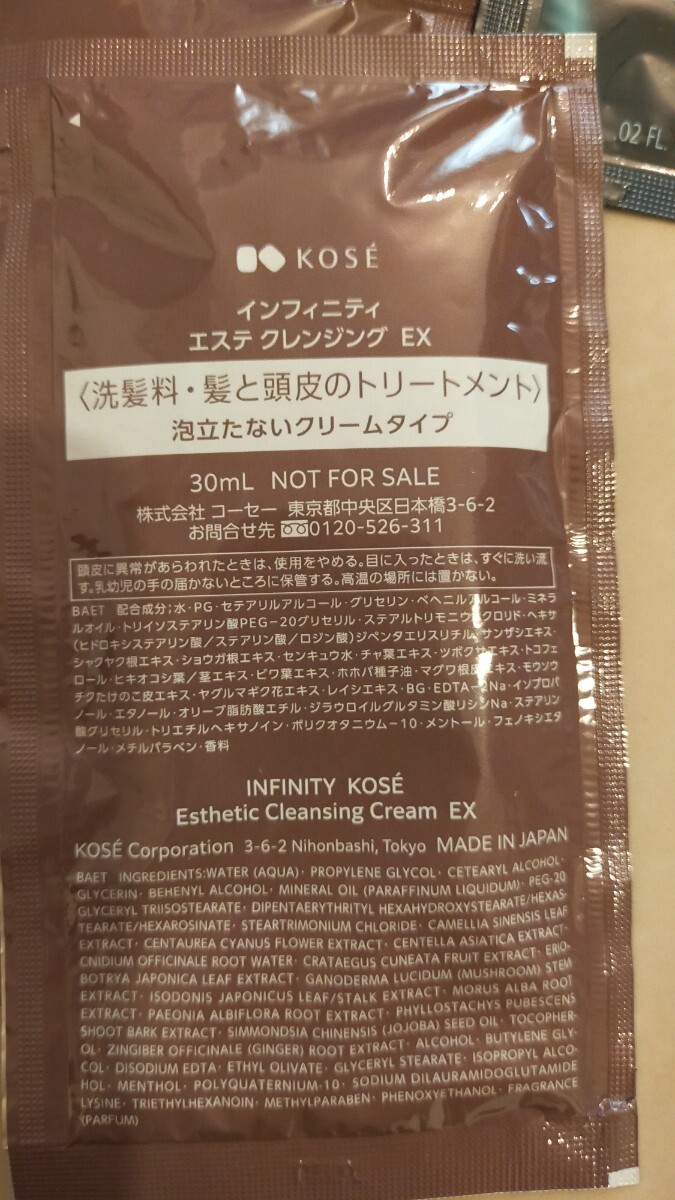 .02 FL.
KOSÉ
インフィニティ
エステ クレンジング EX
〈洗髪料・髪と頭皮のトリートメント〉
泡立たないクリームタイプ
30mL NOT FOR SALE
株式会社 コーセー 東京都中央区日本橋3-6-2
お問合せ先 0120-526-311
頭皮に異常があらわれたときは、使用をやめる。目に入ったときは、すぐに洗い流
す。乳幼児の手の届かないところに保管する。高温の場所には置かない。
BAET 配合成分:水・PG・セテアリルアルコール・グリセリン・ベヘニルアルコール・ミネラ
ルオイル・トリイソステアリン酸PEG-20グリセリル・ステアルトリモニウムクロリド・ヘキサ
(ヒドロキシステアリン酸/ステアリン酸/ロジン酸)ジペンタエリスリチル・サンザシエキス・
シャクヤク根エキス・ショウガ根エキス・センキュウ水・チャ葉エキス・ツボクサエキス・トコフェ
ロール・ヒキオコシ葉/茎エキス・ビワ葉エキス・ホホバ種子油・マグワ根皮エキス・モウソウ
チクたけのこ皮エキス・ヤグルマギク花エキス・レイシエキス・BG・EDTA-2Na・イソプロパ
ノール・エタノール・オリーブ脂肪酸エチル・ジラウロイルグルタミン酸リシンNa・ステアリン
酸グリセリル・トリエチルヘキサノイン・ポリクオタニウム-10・メントール・フェノキシエタ
ノール・メチルパラベン・香料
INFINITY KOSÉ
Esthetic Cleansing Cream EX
KOSÉ Corporation 3-6-2 Nihonbashi, Tokyo MADE IN JAPAN
BAET INGREDIENTS:WATER (AQUA)・PROPYLENE GLYCOL・CETEARYL ALCOHOL・
GLYCERIN・BEHENYL ALCOHOL・MINERAL OIL (PARAFFINUM LIQUIDUM)・PEG-20
GLYCERYL TRIISOSTEARATE・DIPENTAERYTHRITYL HEXAHYDROXYSTEARATE/HEXAS-
TEARATE/HEXAROSINATE・STEARTRIMONIUM CHLORIDE・CAMELLIA SINENSIS LEAF
EXTRACT・CENTAUREA CYANUS FLOWER EXTRACT・CENTELLA ASIATICA EXTRACT・
CNIDIUM OFFICINALE ROOT WATER・CRATAEGUS CUNEATA FRUIT EXTRACT・ERIO-
BOTRYA JAPONICA LEAF EXTRACT・GANODERMA LUCIDUM (MUSHROOM) STEM
EXTRACT・ISODONIS JAPONICUS LEAF/STALK EXTRACT・MORUS ALBA ROOT
EXTRACT・PAEONIA ALBIFLORA ROOT EXTRACT・PHYLLOSTACHYS PUBESCENS
SHOOT BARK EXTRACT・SIMMONDSIA CHINENSIS (JOJOBA) SEED OIL・TOCOPHER-
OL・ZINGIBER OFFICINALE (GINGER) ROOT EXTRACT・ALCOHOL・BUTYLENE GLY-
COL・DISODIUM EDTA・ETHYL OLIVATE・GLYCERYL STEARATE・ISOPROPYL ALCO-
HOL・MENTHOL・POLYQUATERNIUM-10・SODIUM DILAURAMIDOGLUTAMIDE
LYSINE・TRIETHYLHEXANOIN・METHYLPARABEN・PHENOXYETHANOL・FRAGRANCE
(PARFUM)